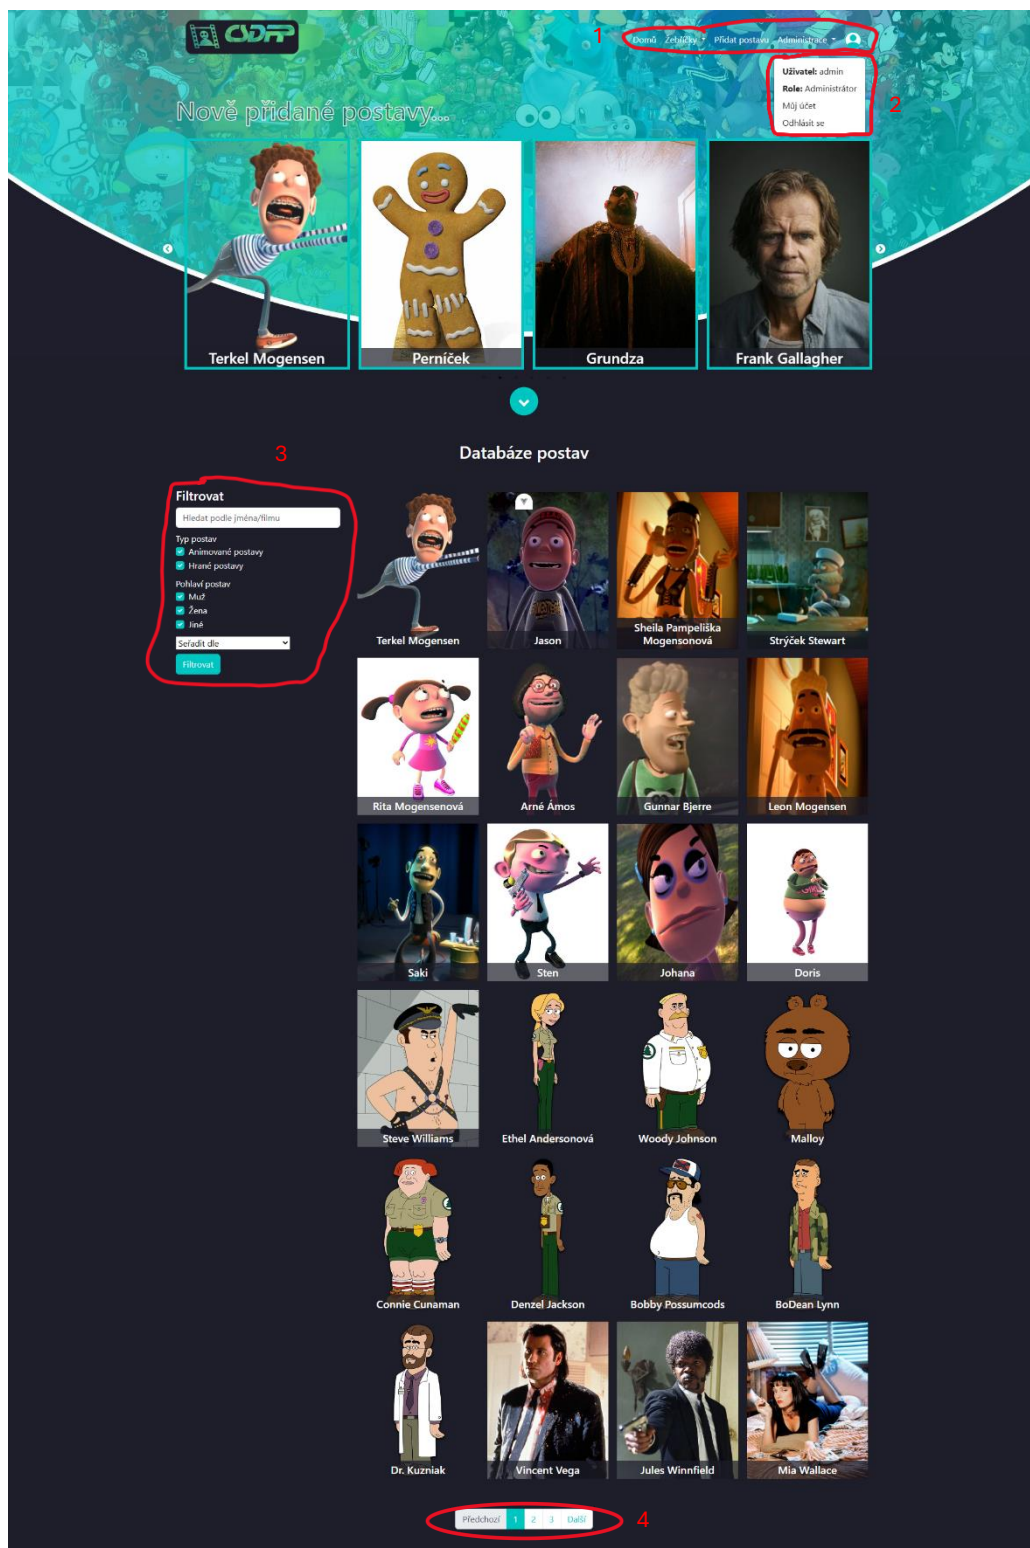 ČSDFP
1
Domů Žebříčky Přidat postavu Administrace
Uživatel: admin
Role: Administrátor
Můj účet
Odhlásit se
2
Nově přidané postavy...
Terkel Mogensen
Perníček
Grundza
Frank Gallagher
Databáze postav
3
Filtrovat
Hledat podle jména/filmu
Typ postav
Animované postavy
Hrané postavy
Pohlaví postav
Muž
Žena
Jiné
Seřadit dle
Filtrovat
Terkel Mogensen
Jason
Sheila Pampeliška
Mogensonová
Strýček Stewart
Rita Mogensenová
Arné Ámos
Gunnar Bjerre
Leon Mogensen
Saki
Sten
Johana
Doris
Steve Williams
Ethel Andersonová
Woody Johnson
Malloy
Connie Cunaman
Denzel Jackson
Bobby Possumcods
BoDean Lynn
Dr. Kuzniak
Vincent Vega
Jules Winnfield
Mia Wallace
Předchozí 1 2 3 Další
4